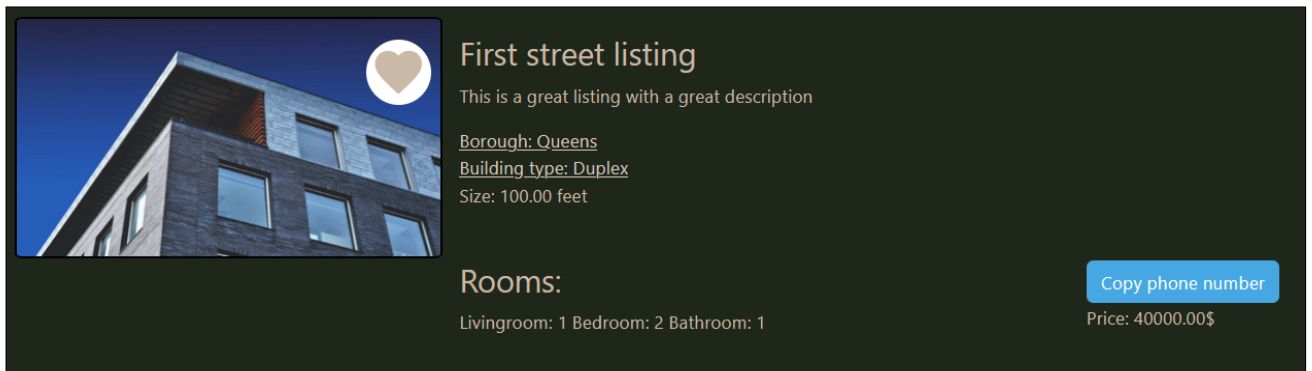 First street listing
This is a great listing with a great description
Borough: Queens
Building type: Duplex
Size: 100.00 feet
Rooms:
Livingroom: 1 Bedroom: 2 Bathroom: 1
Copy phone number
Price: 40000.00$